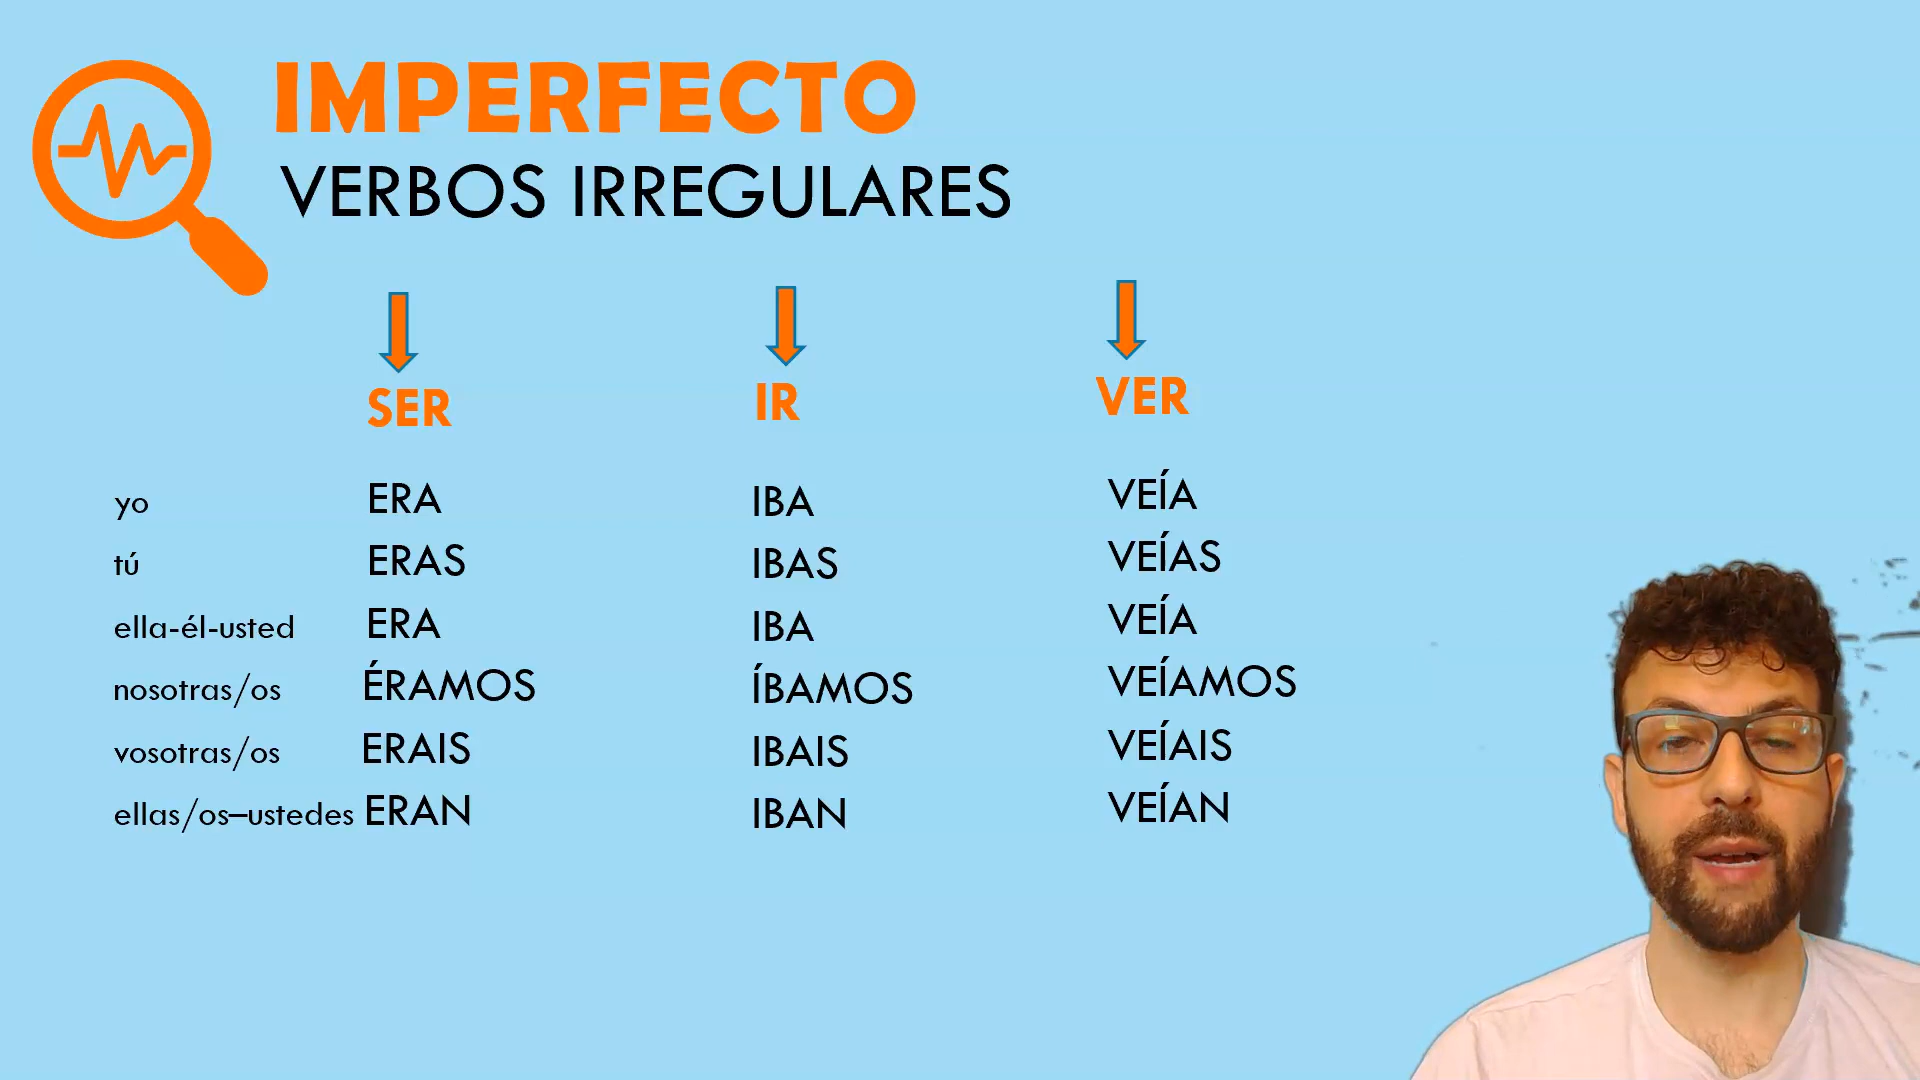 IMPERFECTO
VERBOS IRREGULARES
SER IR VER
yo ERA IBA VEÍA
tú ERAS IBAS VEÍAS
ella-él-usted ERA IBA VEÍA
nosotras/os ÉRAMOS ÍBAMOS VEÍAMOS
vosotras/os ERAIS IBAIS VEÍAIS
ellas/os–ustedes ERAN IBAN VEÍAN